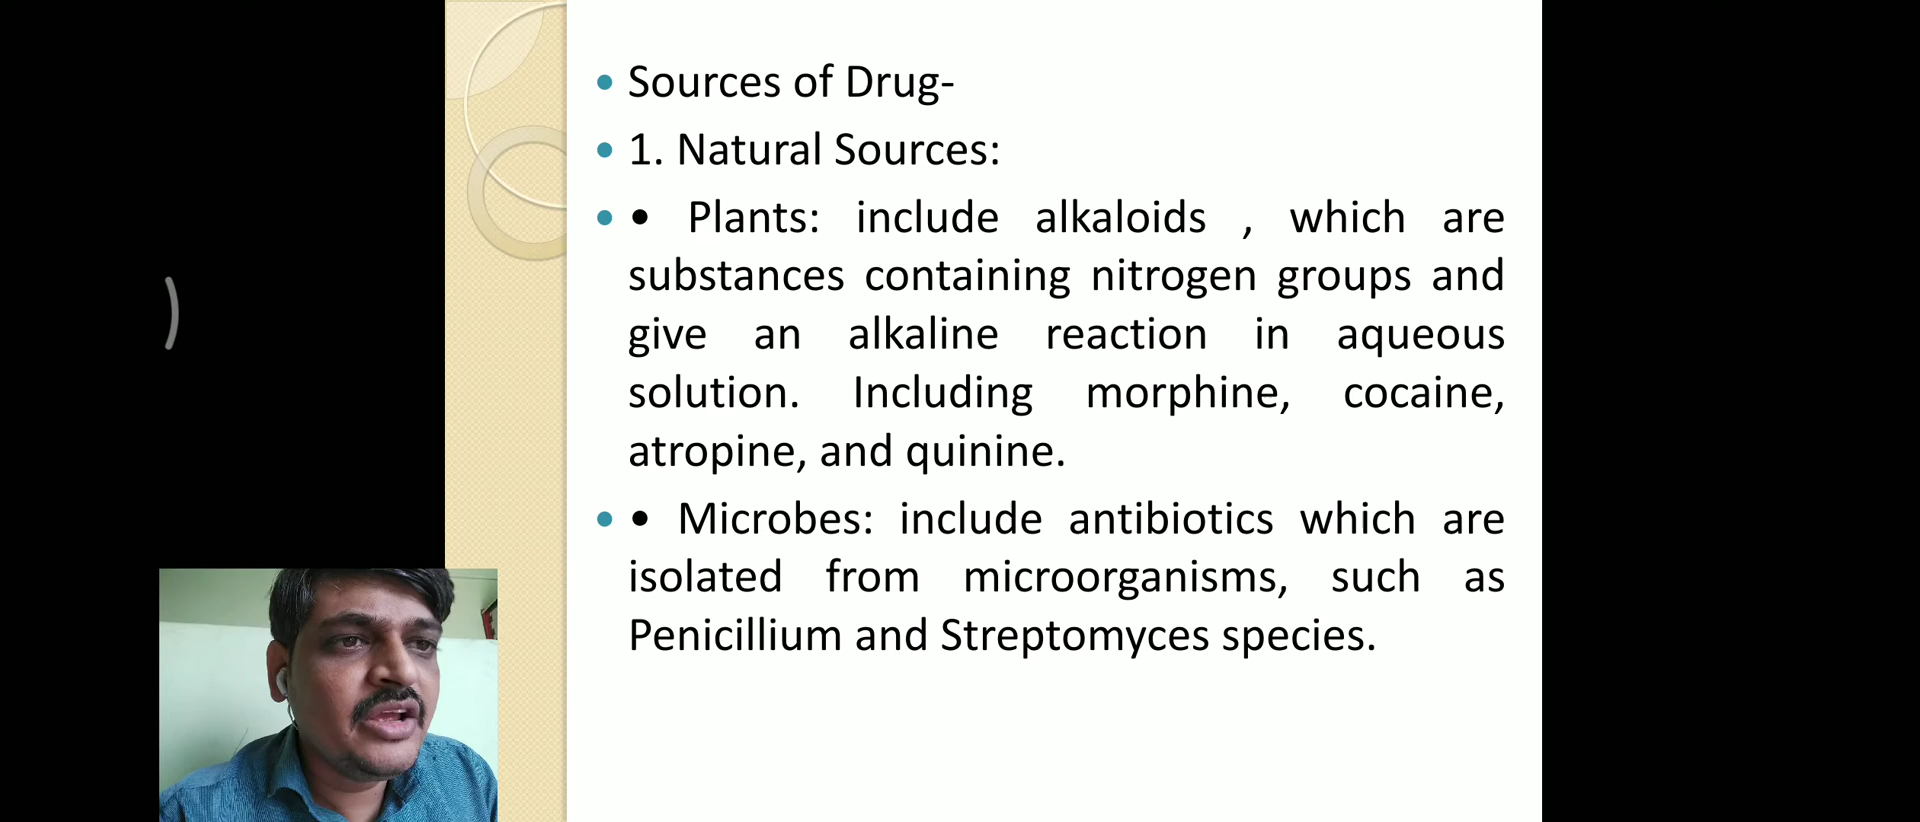 • Sources of Drug-
• 1. Natural Sources:
• • Plants: include alkaloids , which are
substances containing nitrogen groups and
give an alkaline reaction in aqueous
solution. Including morphine, cocaine,
atropine, and quinine.
• • Microbes: include antibiotics which are
isolated from microorganisms, such as
Penicillium and Streptomyces species.